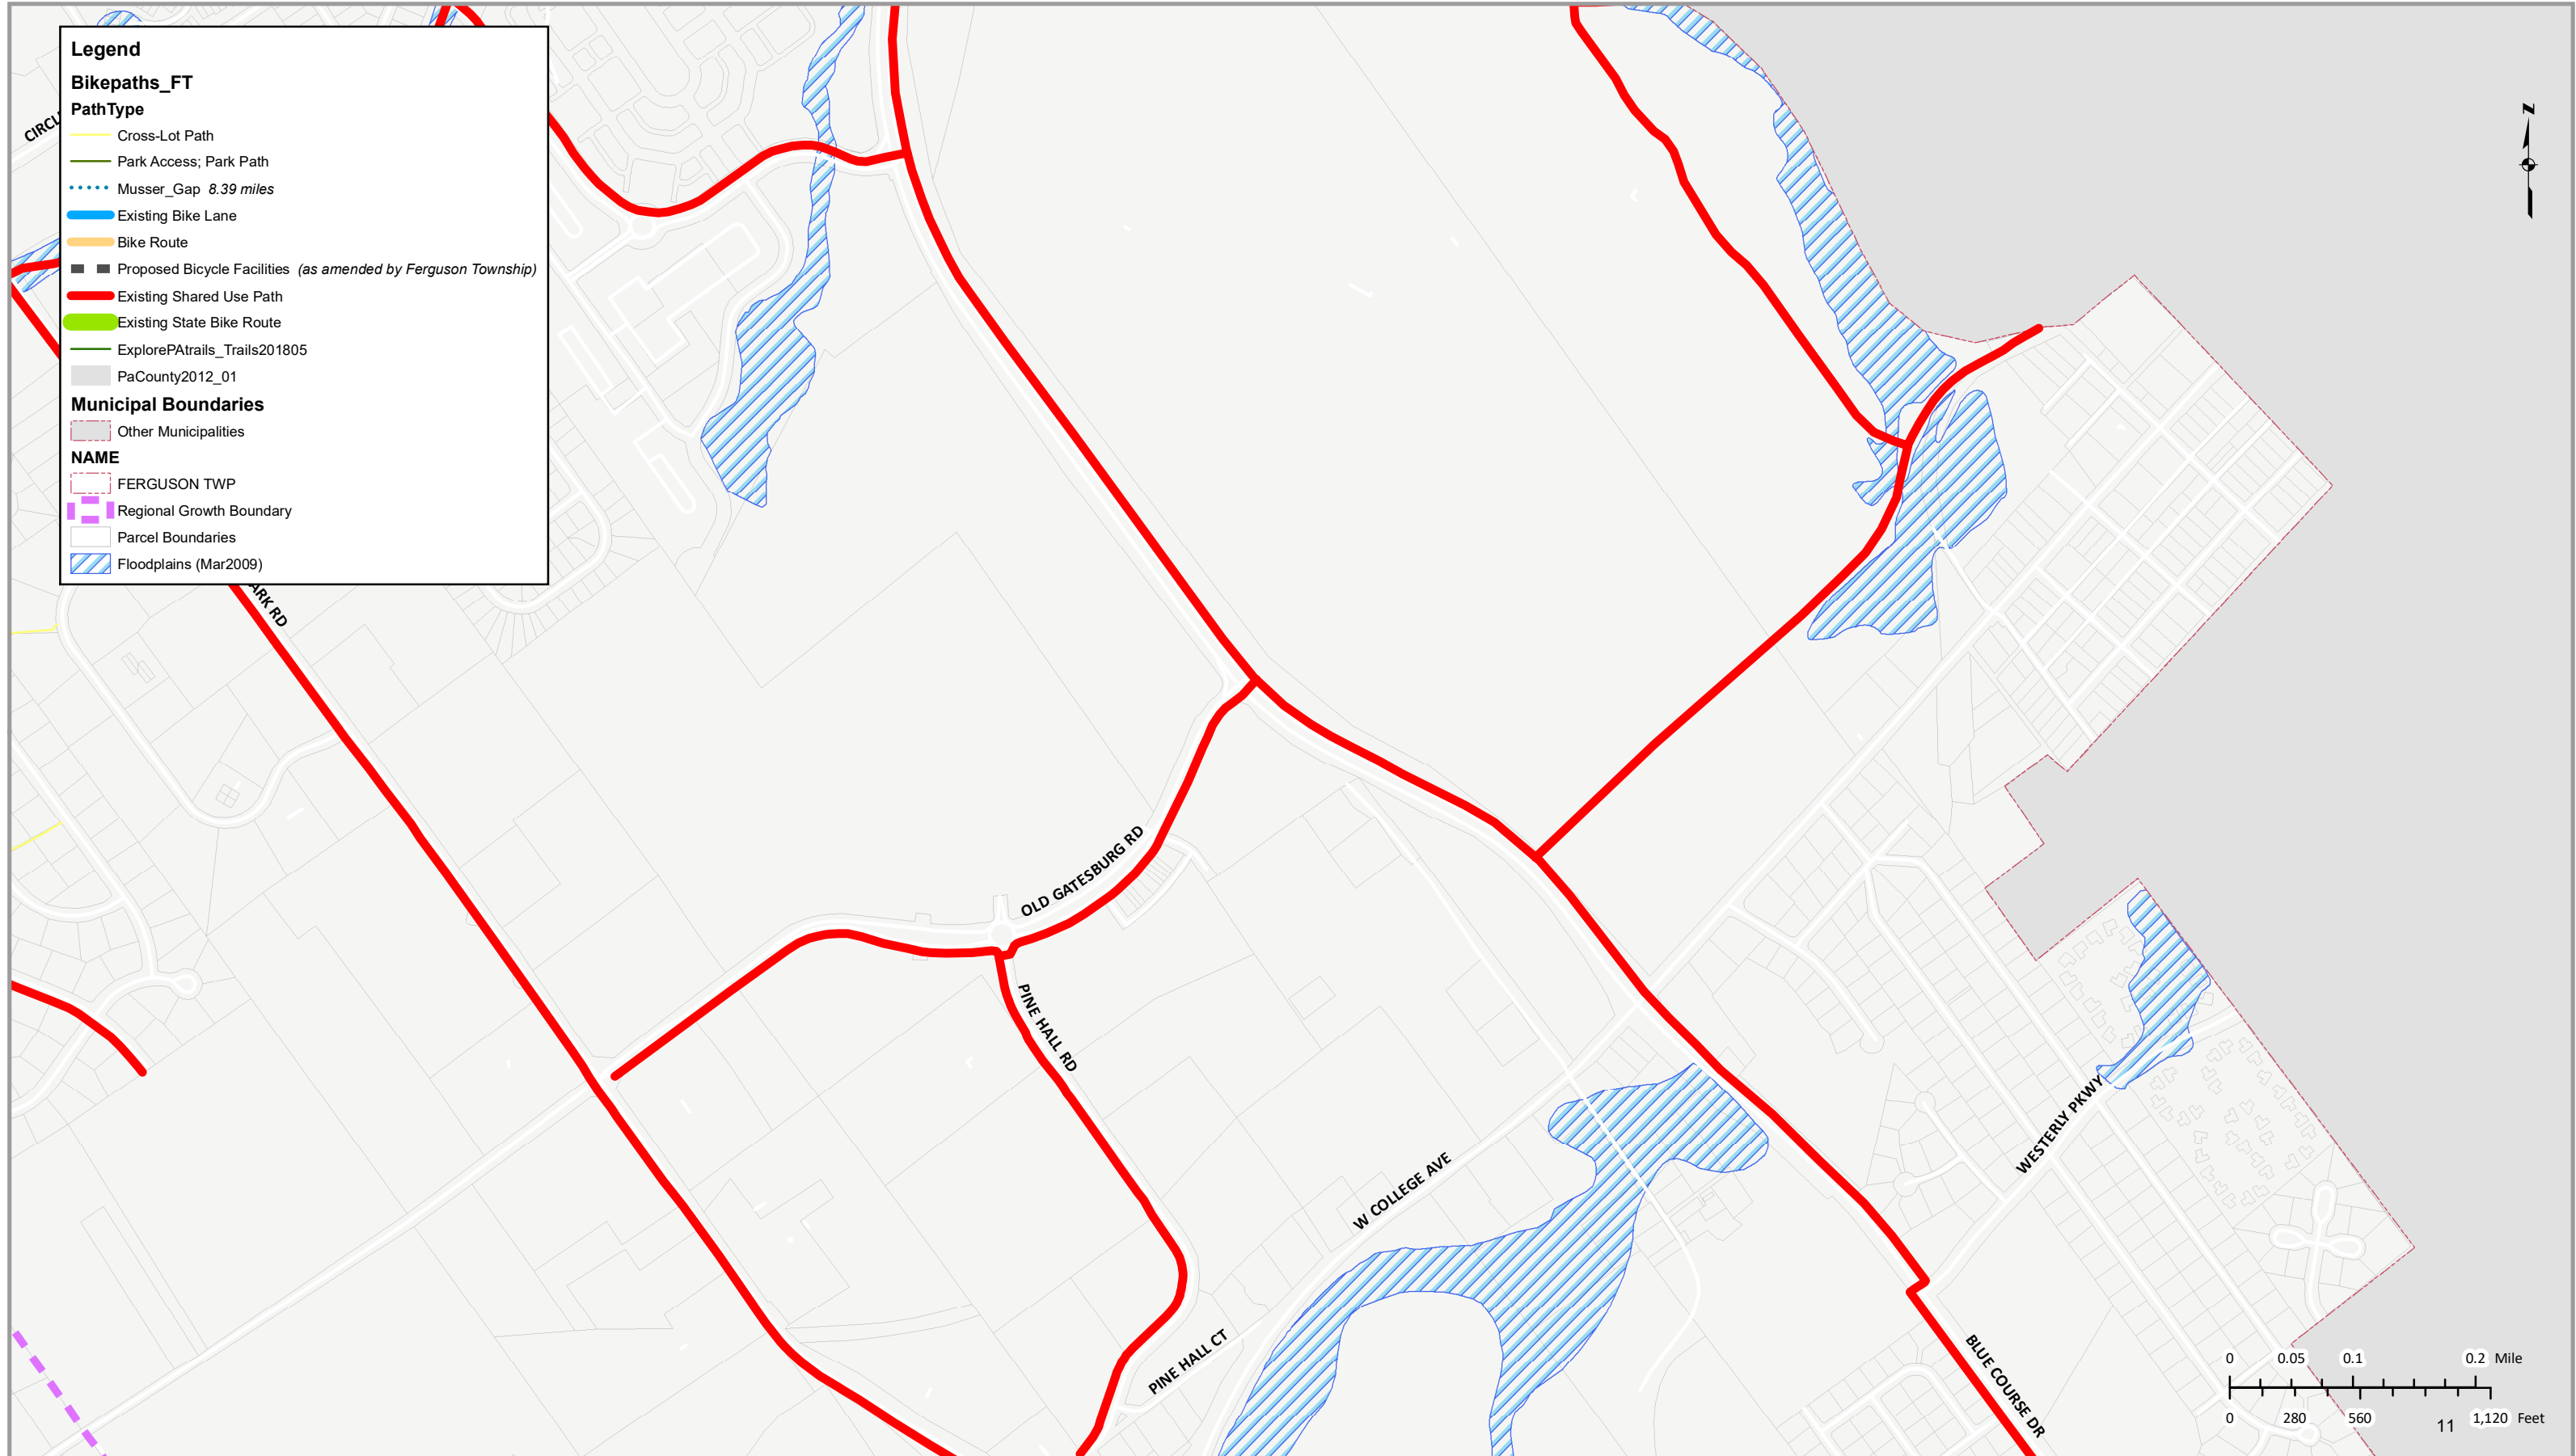 Legend
Bikepaths_FT
PathType
Cross-Lot Path
Park Access; Park Path
Musser_Gap 8.39 miles
Existing Bike Lane
Bike Route
Proposed Bicycle Facilities (as amended by Ferguson Township)
Existing Shared Use Path
Existing State Bike Route
ExplorePAtrails_Trails201805
PaCounty2012_01
Municipal Boundaries
Other Municipalities
NAME
FERGUSON TWP
Regional Growth Boundary
Parcel Boundaries
Floodplains (Mar2009)
N
OLD GATESBURG RD
PINE HALL RD
W COLLEGE AVE
PINE HALL CT
WESTERLY PKWY
BLUE COURSE DR
0 0.05 0.1 0.2 Mile
0 280 560 1,120 Feet
11